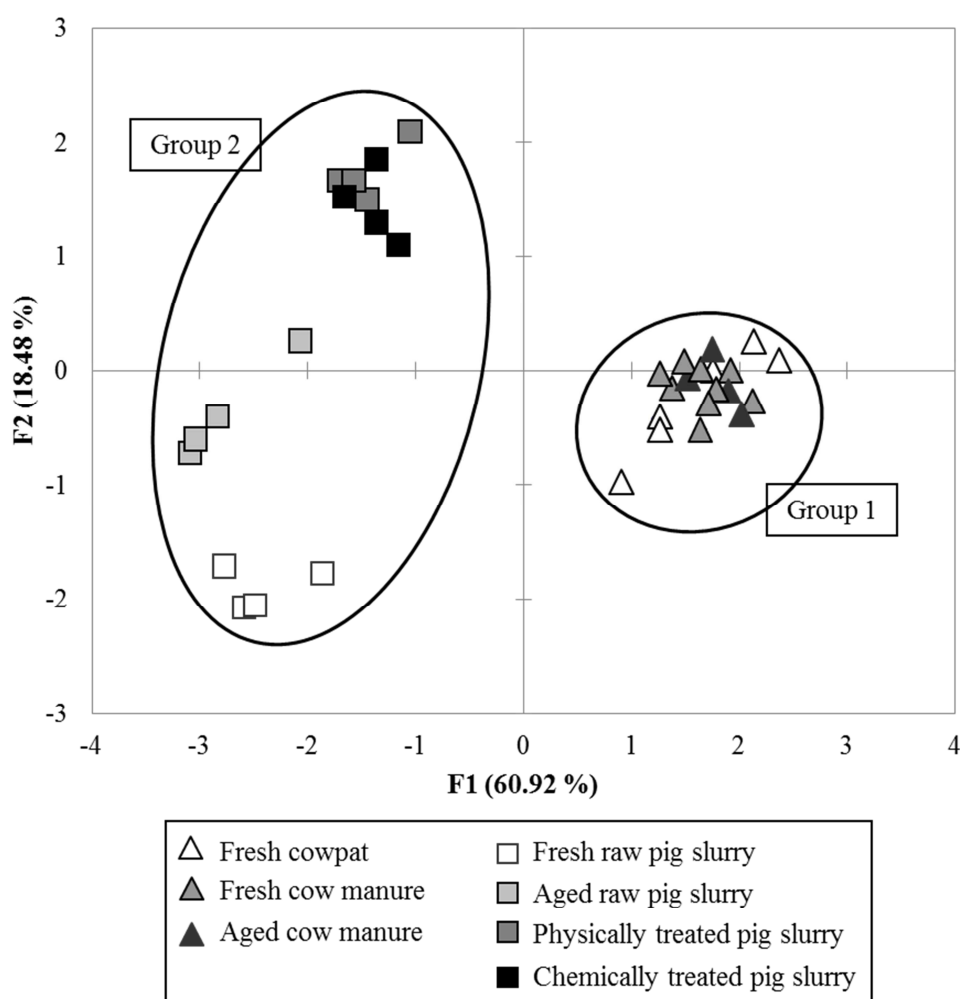 3
2
1
0
-1
-2
-3
F2 (18.48 %)
Group 2
Group 1
-4 -3 -2 -1 0 1 2 3 4
F1 (60.92 %)
Fresh cowpat
Fresh cow manure
Aged cow manure
Fresh raw pig slurry
Aged raw pig slurry
Physically treated pig slurry
Chemically treated pig slurry